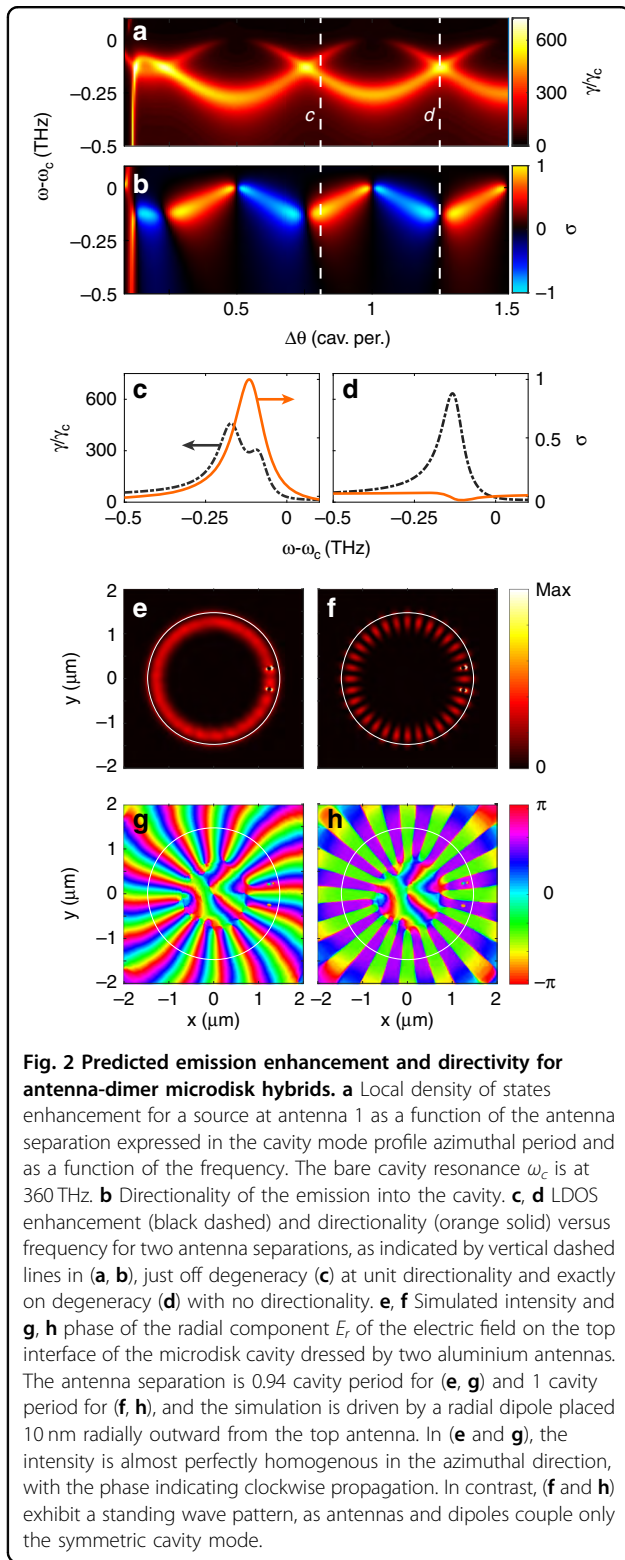 a
0
−0.25
−0.5
ω-ωc (THz)
c
d
600
300
0
γ/γc
b
0
−0.25
−0.5
1
0
−1
σ
0.5
1
1.5
Δθ (cav. per.)
c
d
600
300
0
γ/γc
1
0.5
0
σ
−0.5
−0.25
0
−0.5
−0.25
0
ω-ωc (THz)
e
f
2
1
0
−1
−2
y (μm)
Max
0
g
h
2
1
0
−1
−2
y (μm)
π
0
−π
−2
−1
0
1
2
−2
−1
0
1
2
x (μm)
x (μm)
Fig. 2 Predicted emission enhancement and directivity for
antenna-dimer microdisk hybrids. a Local density of states
enhancement for a source at antenna 1 as a function of the antenna
separation expressed in the cavity mode profile azimuthal period and
as a function of the frequency. The bare cavity resonance ωc is at
360 THz. b Directionality of the emission into the cavity. c, d LDOS
enhancement (black dashed) and directionality (orange solid) versus
frequency for two antenna separations, as indicated by vertical dashed
lines in (a, b), just off degeneracy (c) at unit directionality and exactly
on degeneracy (d) with no directionality. e, f Simulated intensity and
g, h phase of the radial component Er of the electric field on the top
interface of the microdisk cavity dressed by two aluminium antennas.
The antenna separation is 0.94 cavity period for (e, g) and 1 cavity
period for (f, h), and the simulation is driven by a radial dipole placed
10 nm radially outward from the top antenna. In (e and g), the
intensity is almost perfectly homogenous in the azimuthal direction,
with the phase indicating clockwise propagation. In contrast, (f and h)
exhibit a standing wave pattern, as antennas and dipoles couple only
the symmetric cavity mode.